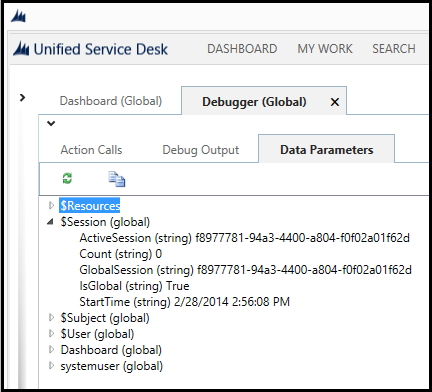 Unified Service Desk DASHBOARD MY WORK SEARCH
Dashboard (Global) Debugger (Global) X
Action Calls Debug Output Data Parameters
$Resources
$Session (global)
ActiveSession (string) f8977781-94a3-4400-a804-f0f02a01f62d
Count (string) 0
GlobalSession (string) f8977781-94a3-4400-a804-f0f02a01f62d
IsGlobal (string) True
StartTime (string) 2/28/2014 2:56:08 PM
$Subject (global)
$User (global)
Dashboard (global)
systemuser (global)